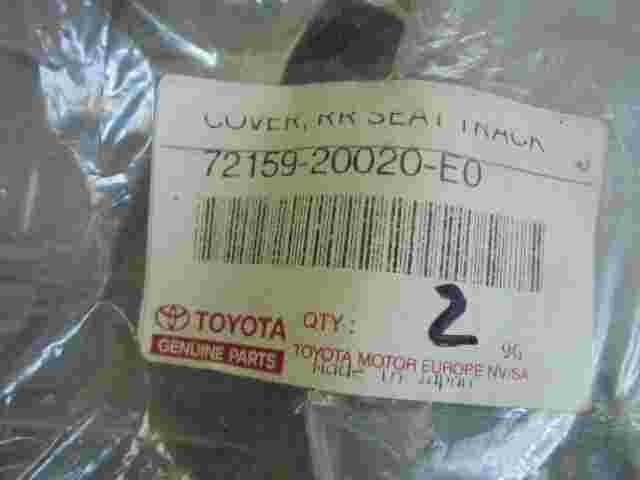 COVER, RR SEAT TRACK
72159-20020-E0
TOYOTA QTY: 2
GENUINE PARTS
96
TOYOTA MOTOR EUROPE NV/SA
Made in Japan